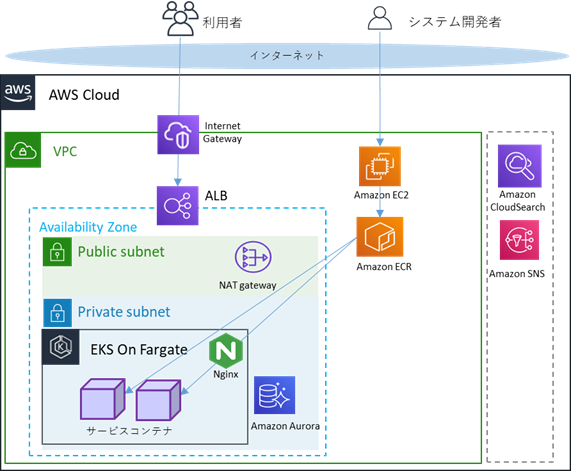 利用者
システム開発者
インターネット
aws
AWS Cloud
Internet
Gateway
VPC
ALB
Amazon EC2
Amazon
CloudSearch
Availability Zone
Public subnet
NAT gateway
Amazon ECR
Amazon SNS
Private subnet
K
EKS On Fargate
N
Nginx
サービスコンテナ
Amazon Aurora